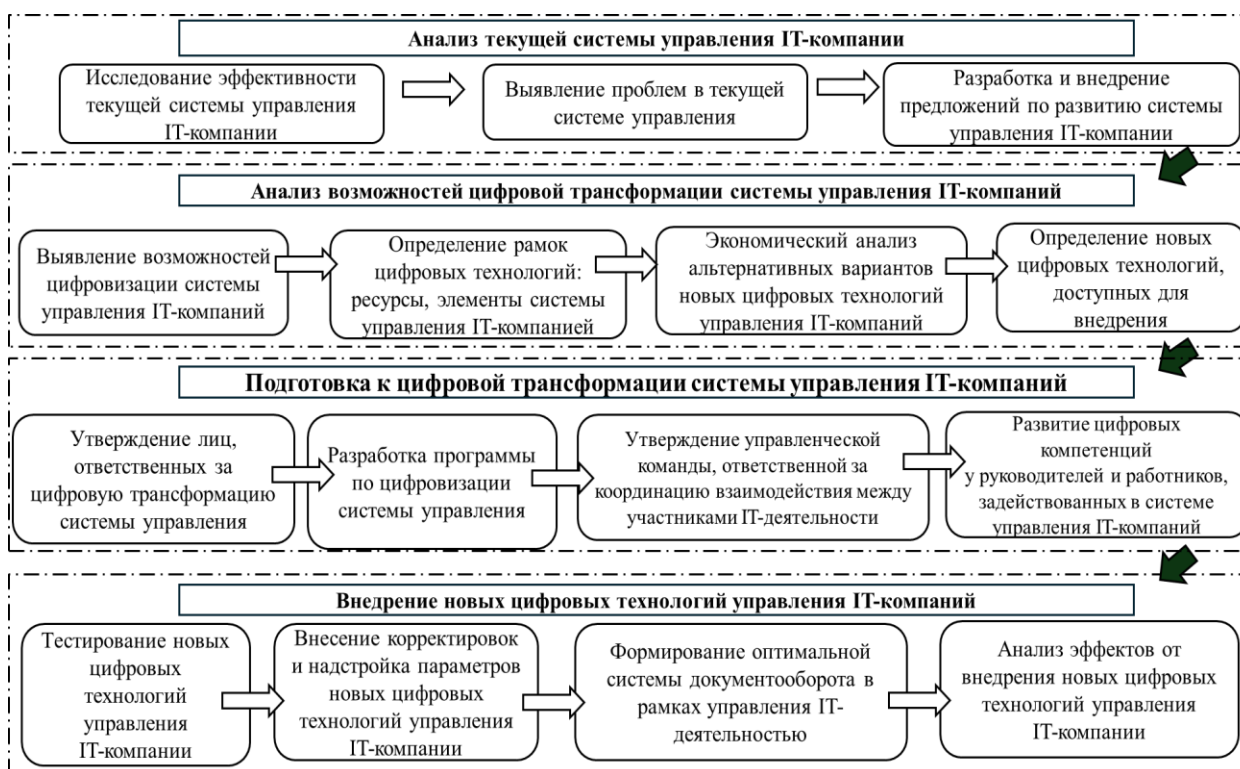 Анализ текущей системы управления IT-компании
Исследование эффективности
текущей системы управления
IT-компании
Выявление проблем в текущей
системе управления
Разработка и внедрение
предложений по развитию системы
управления IT-компании
Анализ возможностей цифровой трансформации системы управления IT-компаний
Выявление возможностей
цифровизации системы
управления IT-компаний
Определение рамок
цифровых технологий:
ресурсы, элементы системы
управления IT-компанией
Экономический анализ
альтернативных вариантов
новых цифровых технологий
управления IT-компаний
Определение новых
цифровых технологий,
доступных для
внедрения
Подготовка к цифровой трансформации системы управления IT-компаний
Утверждение лиц,
ответственных за
цифровую трансформацию
системы управления
Разработка программы
по цифровизации
системы управления
Утверждение управленческой
команды, ответственной за
координацию взаимодействия между
участниками IT-деятельности
Развитие цифровых
компетенций
у руководителей и работников,
задействованных в системе
управления IT-компаний
Внедрение новых цифровых технологий управления IT-компаний
Тестирование новых
цифровых
технологий
управления
IT-компании
Внесение корректировок
и надстройка параметров
новых цифровых
технологий управления
IT-компании
Формирование оптимальной
системы документооборота в
рамках управления IT-
деятельностью
Анализ эффектов от
внедрения новых цифровых
технологий управления
IT-компании